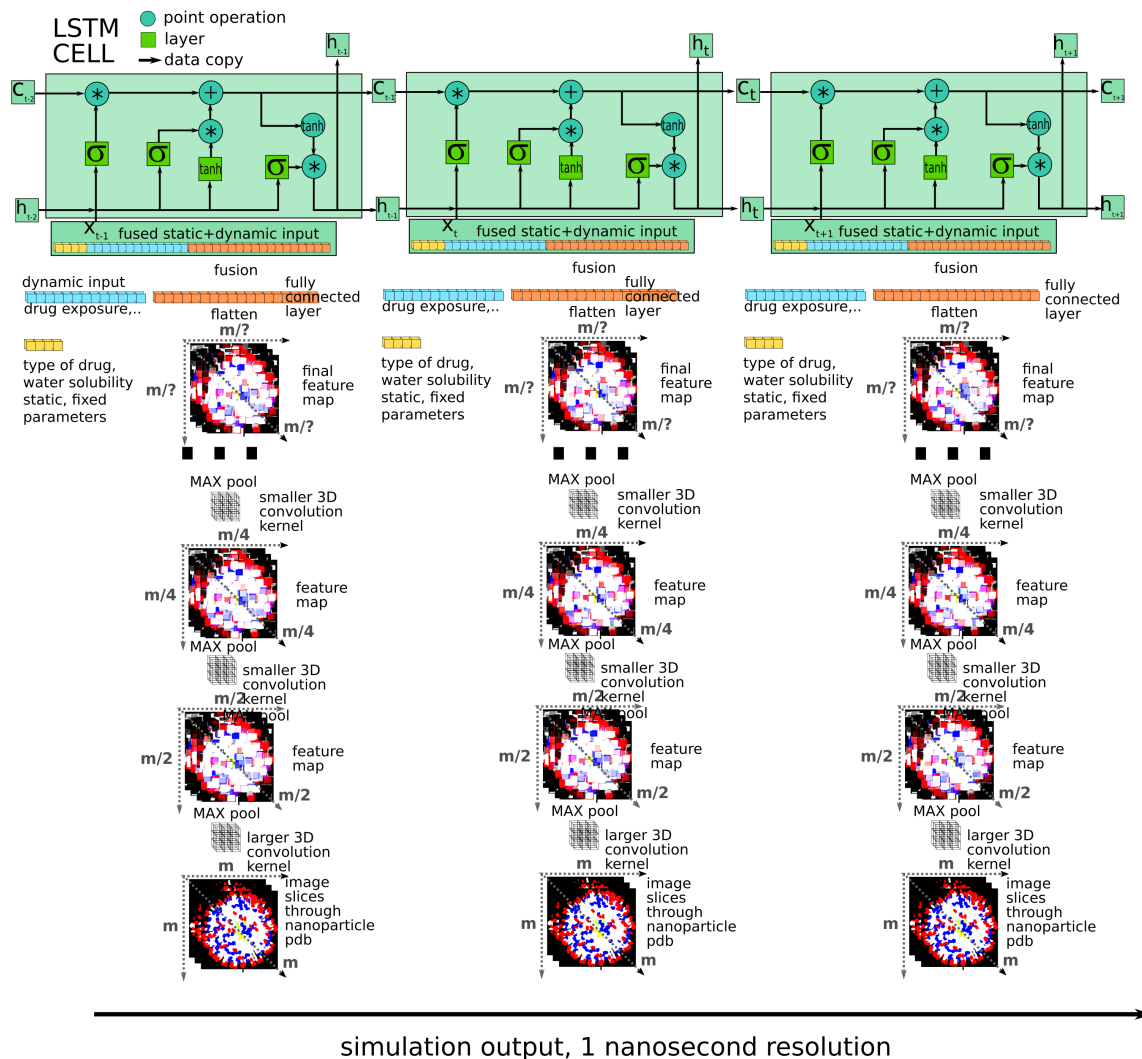 LSTM
CELL
point operation
layer
data copy
h t-1
h t
h t+1
C t-2
*
+
C t-1
*
+
C t
*
+
C t+1
*
tanh
*
tanh
*
tanh
σ
σ
tanh
σ
*
σ
σ
tanh
σ
*
σ
σ
tanh
σ
*
h t-2
h t-1
h t
h t+1
x t-1
fused static+dynamic input
x t
fused static+dynamic input
x t+1
fused static+dynamic input
fusion
fusion
fusion
dynamic input
drug exposure,..
flatten
fully
connected
layer
drug exposure,..
flatten
fully
connected
layer
drug exposure,..
flatten
fully
connected
layer
type of drug,
water solubility
static, fixed
parameters
m/?
m/?
m/?
final
feature
map
type of drug,
water solubility
static, fixed
parameters
m/?
m/?
m/?
final
feature
map
type of drug,
water solubility
static, fixed
parameters
m/?
m/?
m/?
final
feature
map
MAX pool
smaller 3D
convolution
kernel
MAX pool
smaller 3D
convolution
kernel
MAX pool
smaller 3D
convolution
kernel
m/4
m/4
m/4
feature
map
m/4
m/4
m/4
feature
map
m/4
m/4
m/4
feature
map
MAX pool
smaller 3D
convolution
kernel
MAX pool
smaller 3D
convolution
kernel
MAX pool
smaller 3D
convolution
kernel
m/2
MAX pool
m/2
m/2
feature
map
m/2
MAX pool
m/2
m/2
feature
map
m/2
MAX pool
m/2
m/2
feature
map
MAX pool
larger 3D
convolution
kernel
MAX pool
larger 3D
convolution
kernel
MAX pool
larger 3D
convolution
kernel
m
m
m
image
slices
through
nanoparticle
pdb
m
m
m
image
slices
through
nanoparticle
pdb
m
m
m
image
slices
through
nanoparticle
pdb
simulation output, 1 nanosecond resolution